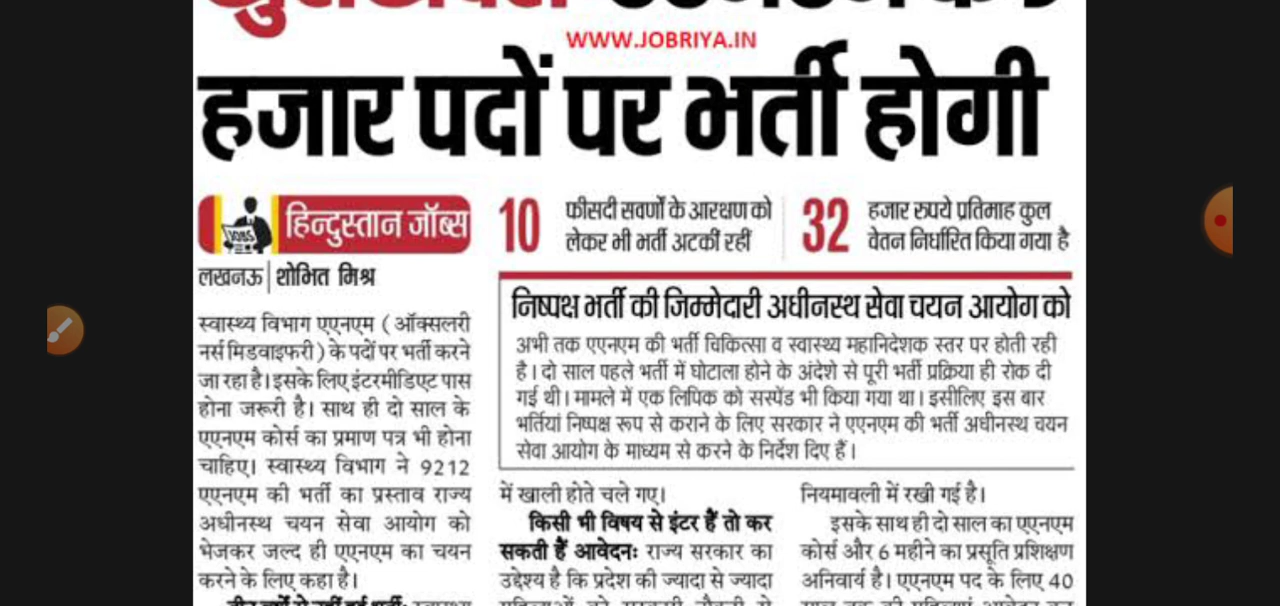 खुशखबरी
WWW.JOBRIYA.IN
हजार पदों पर भर्ती होगी
JOBS
हिन्दुस्तान जॉब्स
10 फीसदी सवर्णों के आरक्षण को
लेकर भी भर्ती अटकीं रहीं
32 हजार रुपये प्रतिमाह कुल
वेतन निर्धारित किया गया है
लखनऊ | शोभित मिश्र
स्वास्थ्य विभाग एएनएम ( ऑक्सलरी
नर्स मिडवाइफरी ) के पदों पर भर्ती करने
जा रहा है। इसके लिए इंटरमीडिएट पास
होना जरूरी है। साथ ही दो साल के
एएनएम कोर्स का प्रमाण पत्र भी होना
चाहिए। स्वास्थ्य विभाग ने 9212
एएनएम की भर्ती का प्रस्ताव राज्य
अधीनस्थ चयन सेवा आयोग को
भेजकर जल्द ही एएनएम का चयन
करने के लिए कहा है।
निष्पक्ष भर्ती की जिम्मेदारी अधीनस्थ सेवा चयन आयोग को
अभी तक एएनएम की भर्ती चिकित्सा व स्वास्थ्य महानिदेशक स्तर पर होती रही
है। दो साल पहले भर्ती में घोटाला होने के अंदेशे से पूरी भर्ती प्रक्रिया ही रोक दी
गई थी। मामले में एक लिपिक को सस्पेंड भी किया गया था। इसीलिए इस बार
भर्तियां निष्पक्ष रूप से कराने के लिए सरकार ने एएनएम की भर्ती अधीनस्थ चयन
सेवा आयोग के माध्यम से करने के निर्देश दिए हैं।
में खाली होते चले गए।
किसी भी विषय से इंटर हैं तो कर
सकती हैं आवेदनः राज्य सरकार का
उद्देश्य है कि प्रदेश की ज्यादा से ज्यादा
नियमावली में रखी गई है।
इसके साथ ही दो साल का एएनएम
कोर्स और 6 महीने का प्रसूति प्रशिक्षण
अनिवार्य है। एएनएम पद के लिए 40